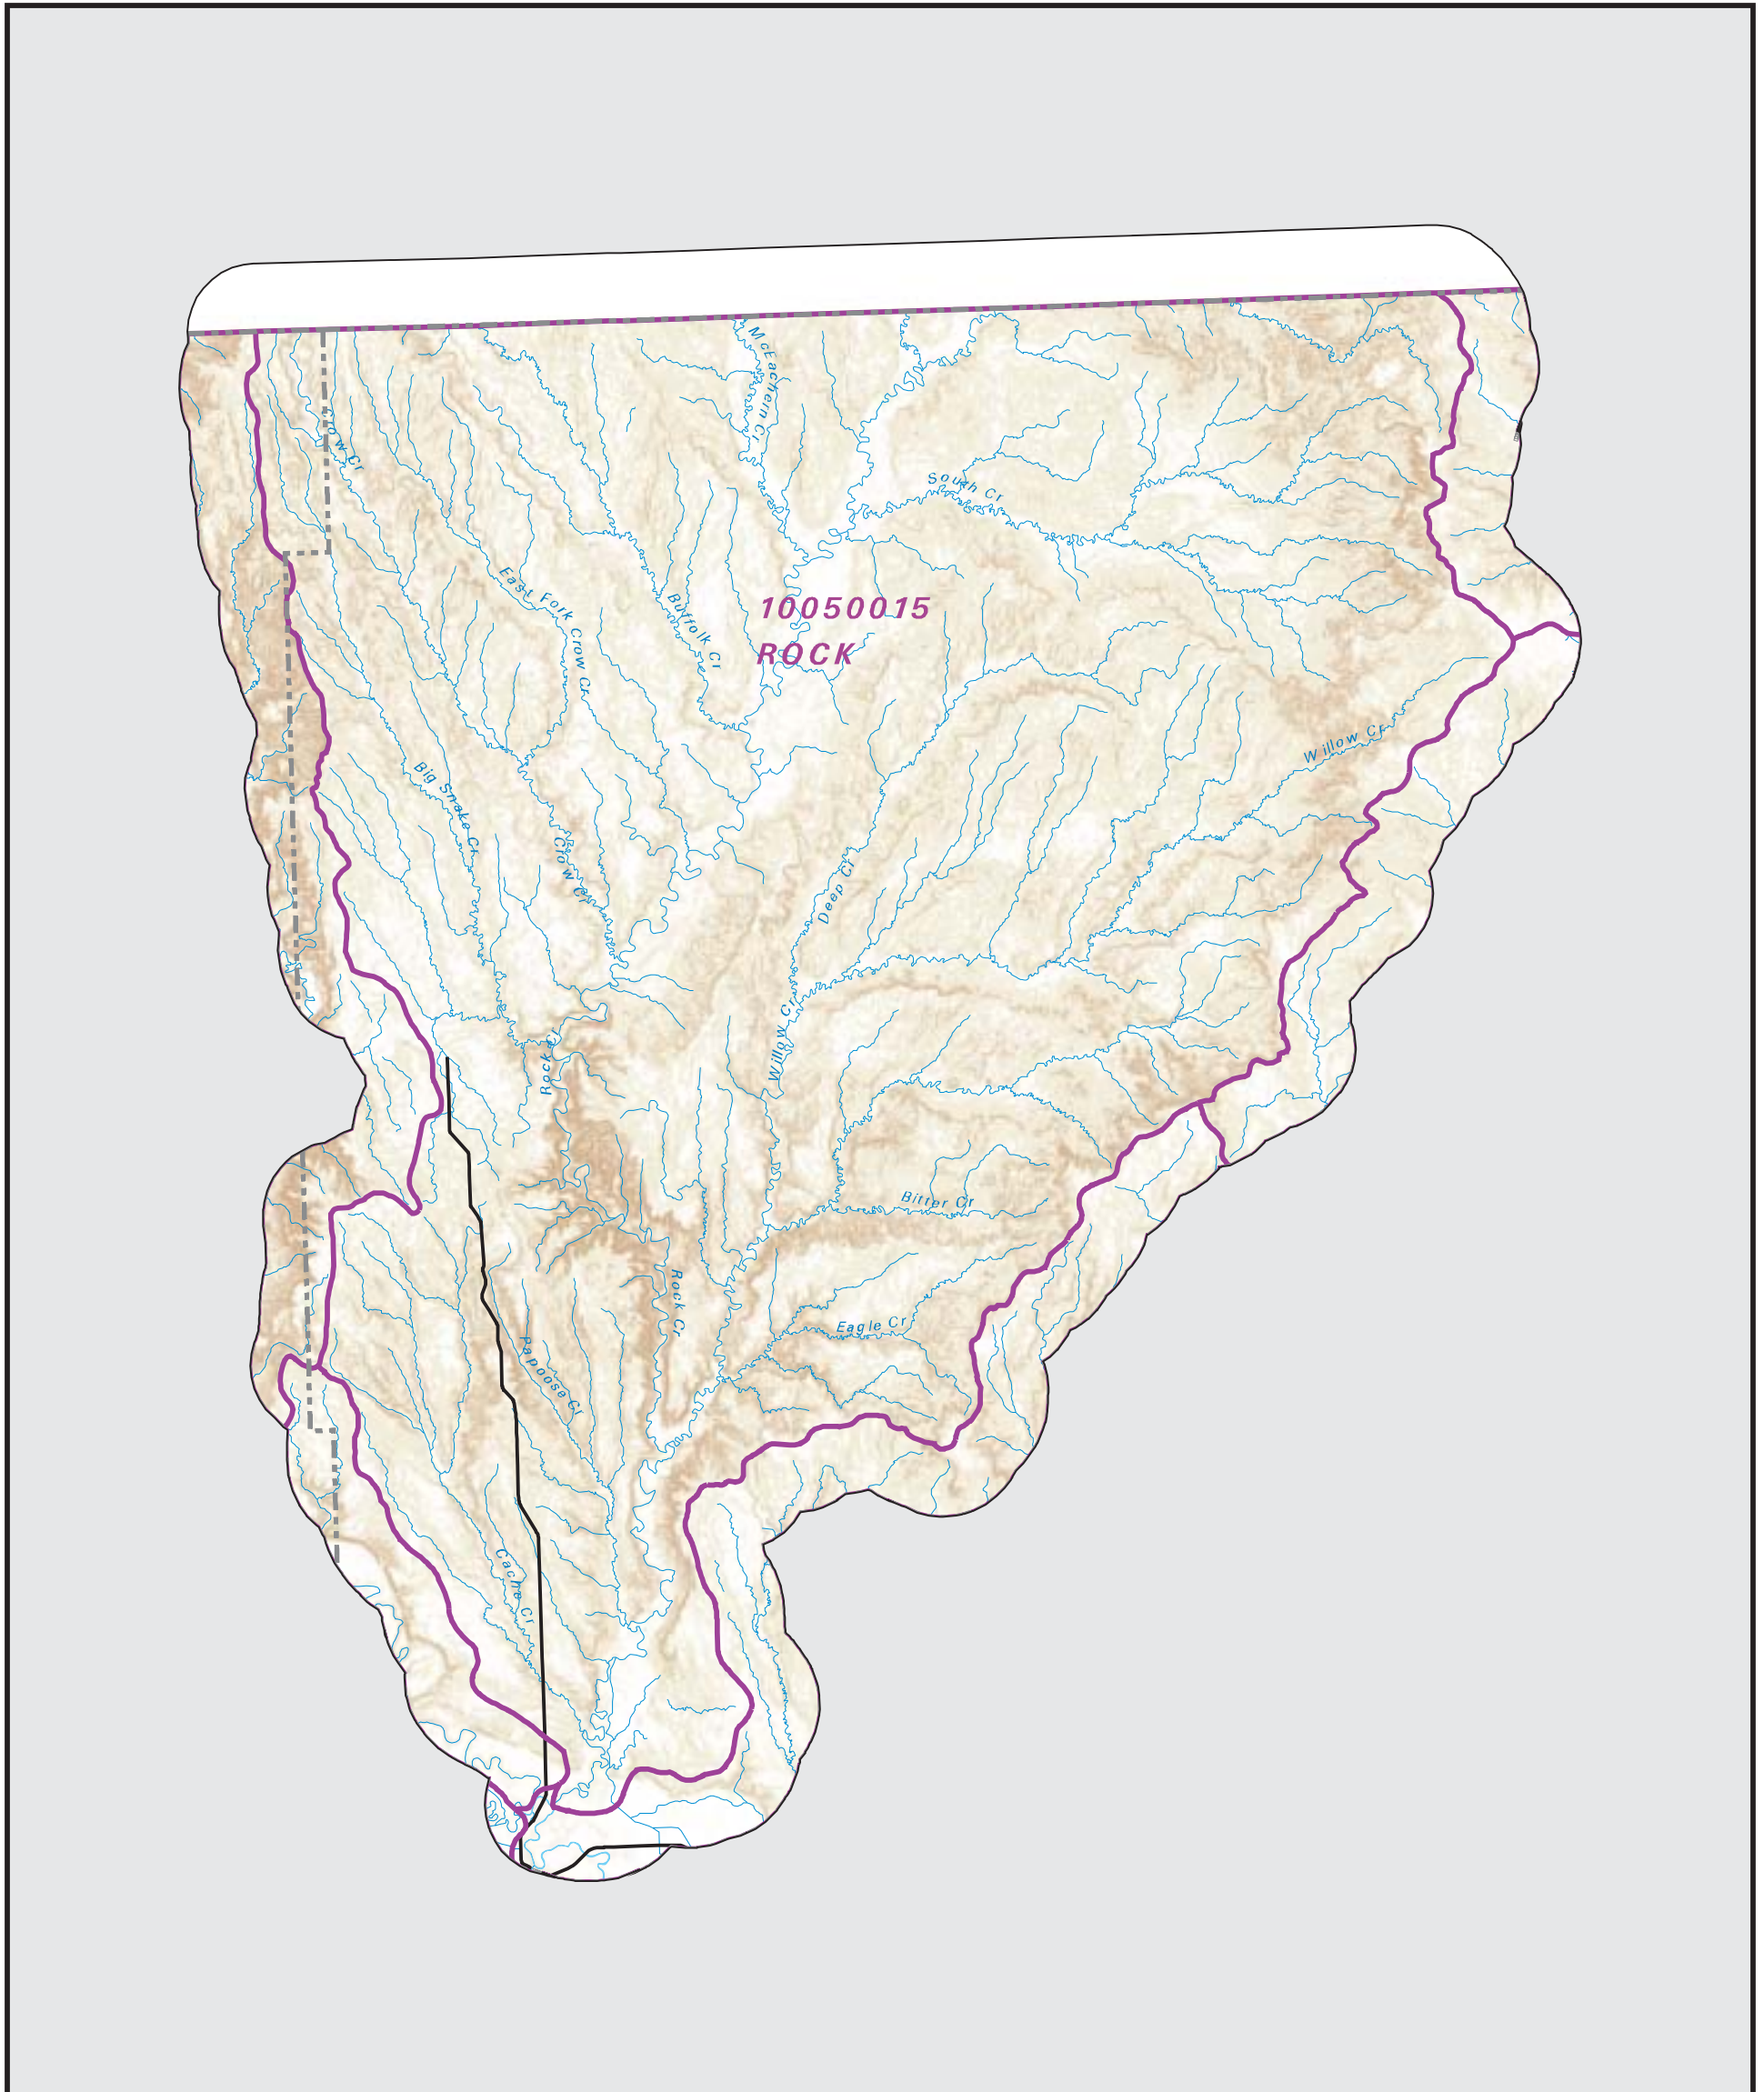 McEachern Cr
Crow Cr
South Cr
East Fork Crow Cr
Buffolk Cr
10050015
ROCK
Willow Cr
Big Snake Cr
Crow Cr
Deep Cr
Willow Cr
Rock Cr
Bitter Cr
Rock Cr
Eagle Cr
Papoose Cr
Cache Cr